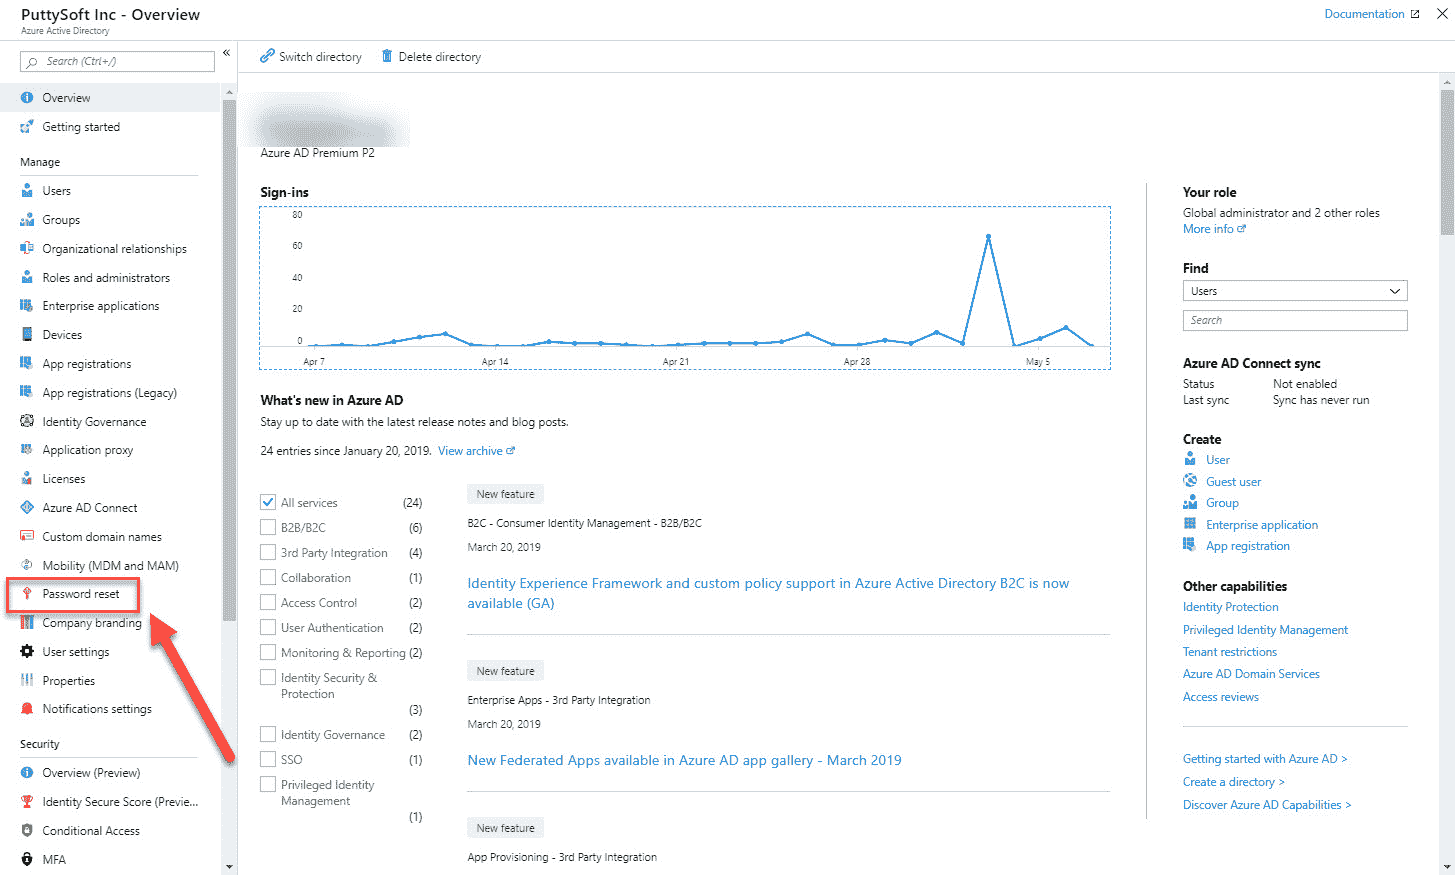 PuttySoft Inc - Overview
Azure Active Directory
Documentation
Search (Ctrl+/)
«
Overview
Getting started
Manage
Users
Groups
Organizational relationships
Roles and administrators
Enterprise applications
Devices
App registrations
App registrations (Legacy)
Identity Governance
Application proxy
Licenses
Azure AD Connect
Custom domain names
Mobility (MDM and MAM)
Password reset
Company branding
User settings
Properties
Notifications settings
Security
Overview (Preview)
Identity Secure Score (Previe...
Conditional Access
MFA
Switch directory
Delete directory
Azure AD Premium P2
Sign-ins
80
60
40
20
0
Apr 7
Apr 14
Apr 21
Apr 28
May 5
What's new in Azure AD
Stay up to date with the latest release notes and blog posts.
24 entries since January 20, 2019. View archive
All services (24)
B2B/B2C (6)
3rd Party Integration (4)
Collaboration (1)
Access Control (2)
User Authentication (2)
Monitoring & Reporting (2)
Identity Security &
Protection
(3)
Identity Governance (2)
SSO (1)
Privileged Identity
Management
(1)
New feature
B2C - Consumer Identity Management - B2B/B2C
March 20, 2019
Identity Experience Framework and custom policy support in Azure Active Directory B2C is now
available (GA)
New feature
Enterprise Apps - 3rd Party Integration
March 20, 2019
New Federated Apps available in Azure AD app gallery - March 2019
New feature
App Provisioning - 3rd Party Integration
Your role
Global administrator and 2 other roles
More info
Find
Users
Search
Azure AD Connect sync
Status Not enabled
Last sync Sync has never run
Create
User
Guest user
Group
Enterprise application
App registration
Other capabilities
Identity Protection
Privileged Identity Management
Tenant restrictions
Azure AD Domain Services
Access reviews
Getting started with Azure AD >
Create a directory >
Discover Azure AD Capabilities >